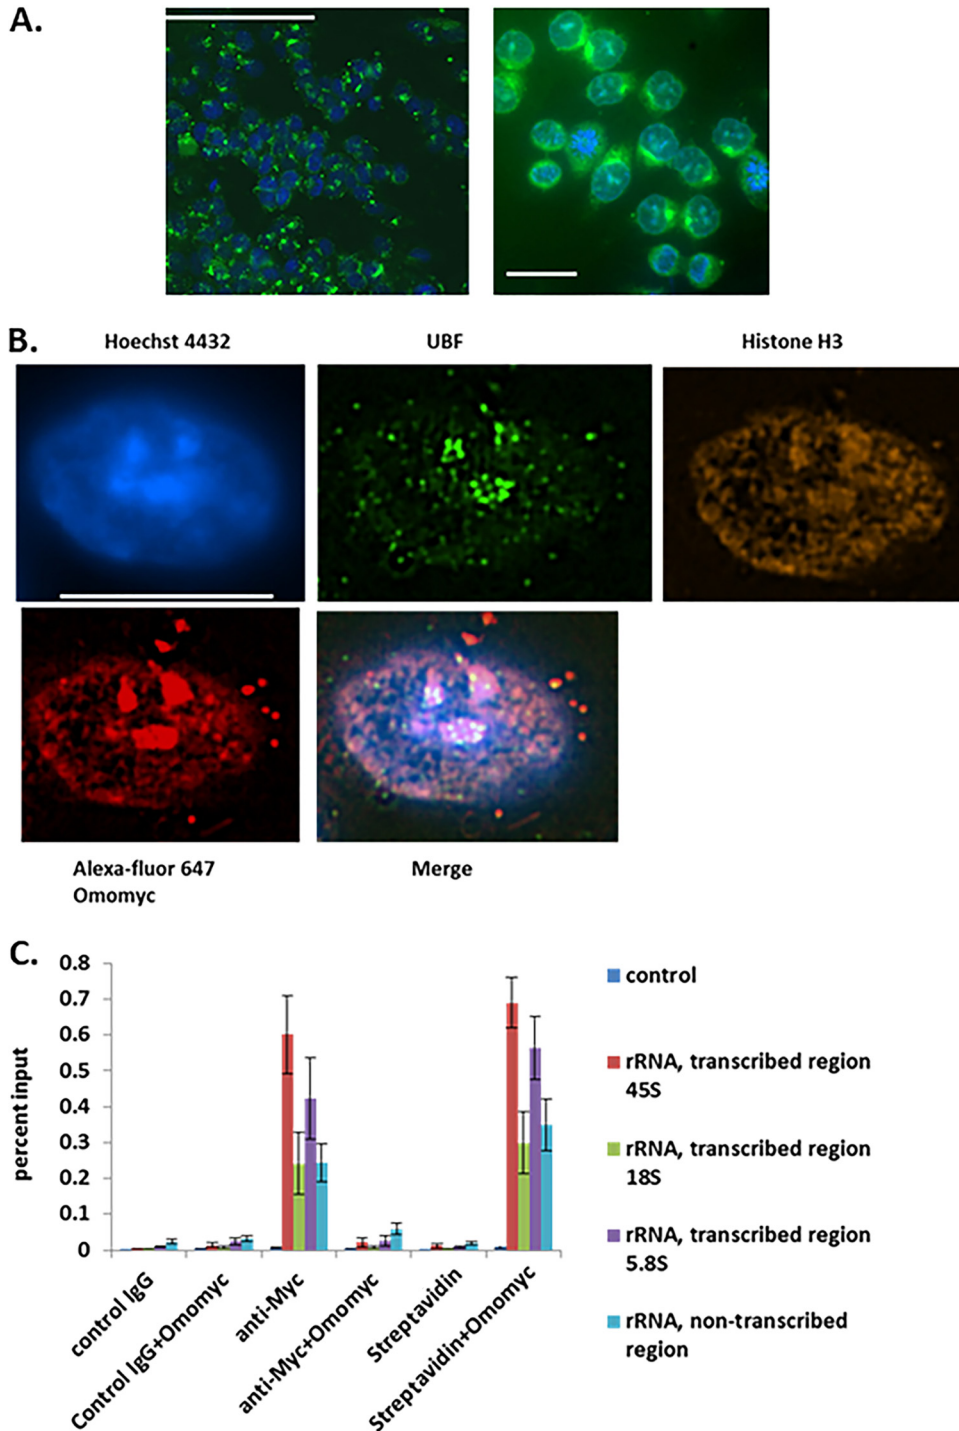 A.
B.
Hoechst 4432
UBF
Histone H3
Alexa-fluor 647
Omomyc
Merge
C.
percent input
0.8
0.7
0.6
0.5
0.4
0.3
0.2
0.1
0
control IgG
Control IgG+Omomyc
anti-Myc
anti-Myc+Omomyc
Streptavidin
Streptavidin+Omomyc
control
rRNA, transcribed region
45S
rRNA, transcribed region
18S
rRNA, transcribed region
5.8S
rRNA, non-transcribed
region